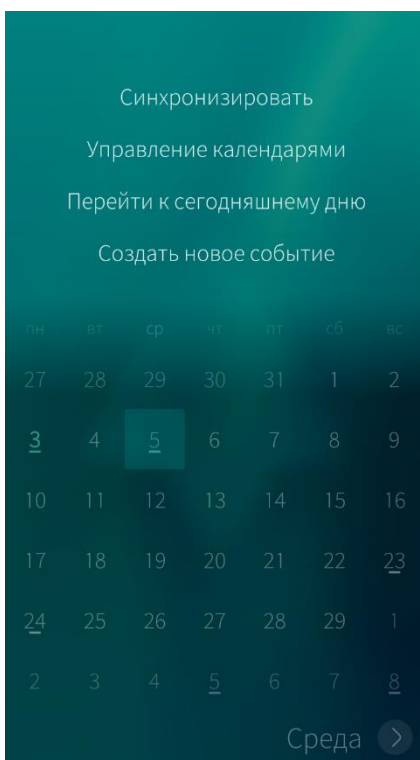 Синхронизировать
Управление календарями
Перейти к сегодняшнему дню
Создать новое событие
пн вт ср чт пт сб вс
27 28 29 30 31 1 2
3 4 5 6 7 8 9
10 11 12 13 14 15 16
17 18 19 20 21 22 23
24 25 26 27 28 29 1
2 3 4 5 6 7 8
Среда